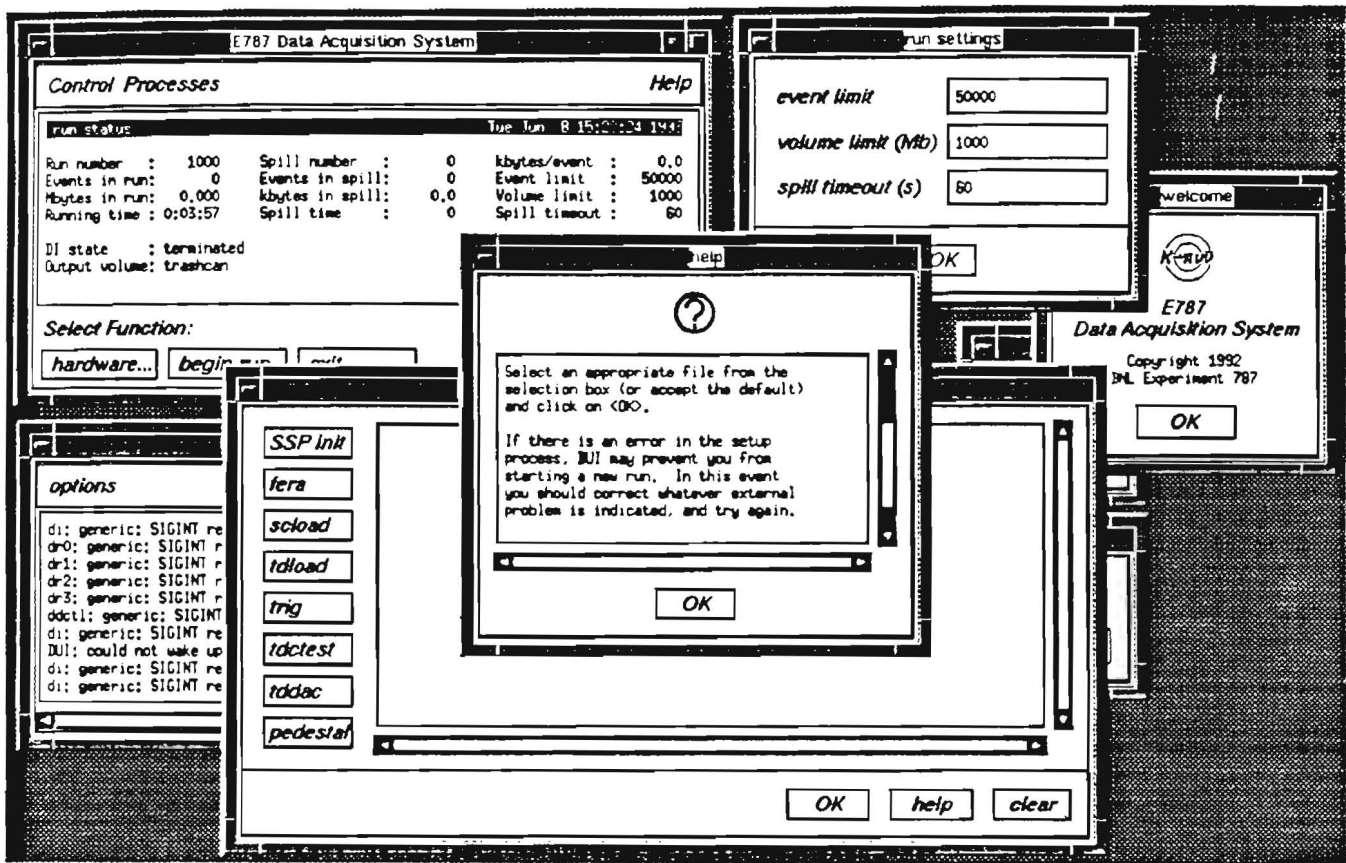 E787 Data Acquisition System
Control Processes Help
run status Tue Jun 8
Run number : 1000 Spill number : 0 kbytes/event : 0.0
Events in run: 0 Events in spill: 0 Event limit : 50000
Mbytes in run: 0.000 kbytes in spill: 0.0 Volume limit : 1000
Running time : 0:03:57 Spill time : 0 Spill timeout : 60
DI state : terminated
Output volume: trashcan
Select Function:
hardware... begin run exit
run settings
event limit 50000
volume limit (Mb) 1000
spill timeout (s) 60
OK
welcome
E787
Data Acquisition System
Copyright 1992
BNL Experiment 787
OK
help
?
Select an appropriate file from the
selection box (or accept the default)
and click on <OK>.
If there is an error in the setup
process, DUI may prevent you from
starting a new run. In this event
you should correct whatever external
problem is indicated, and try again.
OK
options
di: generic: SIGINT re
dr0: generic: SIGINT r
dr1: generic: SIGINT r
dr2: generic: SIGINT r
dr3: generic: SIGINT r
ddctl: generic: SIGINT
di: generic: SIGINT re
DUI: could not wake up
di: generic: SIGINT re
di: generic: SIGINT re
SSP init
fera
scload
tdload
trig
tdctest
tddac
pedestal
OK help clear